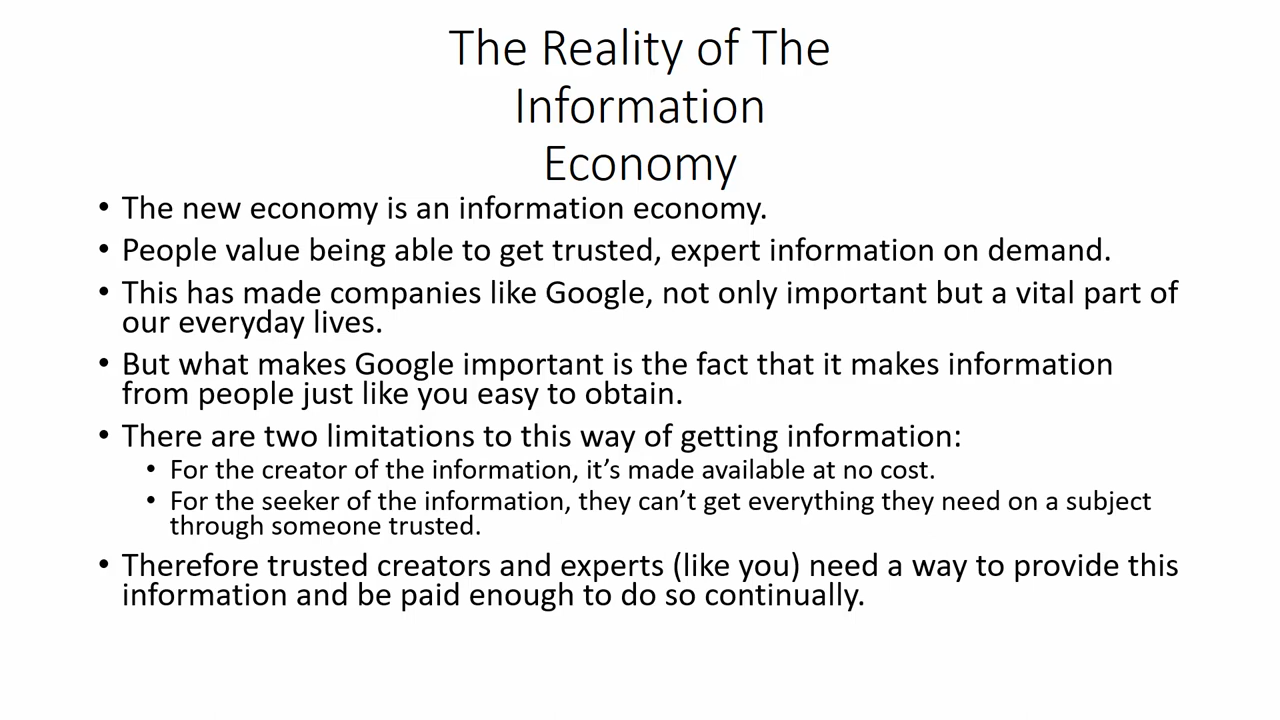 The Reality of The
Information
Economy
• The new economy is an information economy.
• People value being able to get trusted, expert information on demand.
• This has made companies like Google, not only important but a vital part of
our everyday lives.
• But what makes Google important is the fact that it makes information
from people just like you easy to obtain.
• There are two limitations to this way of getting information:
• For the creator of the information, it’s made available at no cost.
• For the seeker of the information, they can’t get everything they need on a subject
through someone trusted.
• Therefore trusted creators and experts (like you) need a way to provide this
information and be paid enough to do so continually.